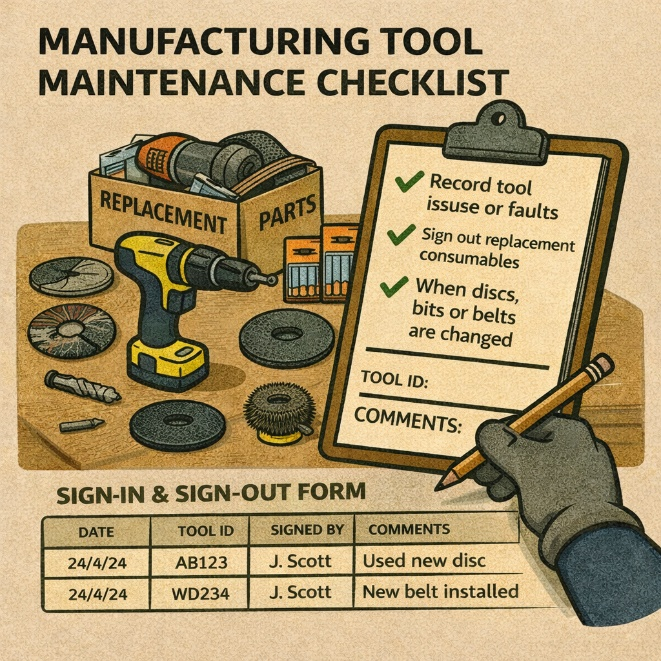 MANUFACTURING TOOL
MAINTENANCE CHECKLIST
REPLACEMENT PARTS
Record tool
issuse or faults
Sign out replacement
consumables
When discs,
bits or belts
are changed
TOOL ID:
COMMENTS:
SIGN-IN & SIGN-OUT FORM
DATE TOOL ID SIGNED BY COMMENTS
24/4/24 AB123 J. Scott Used new disc
24/4/24 WD234 J. Scott New belt installed